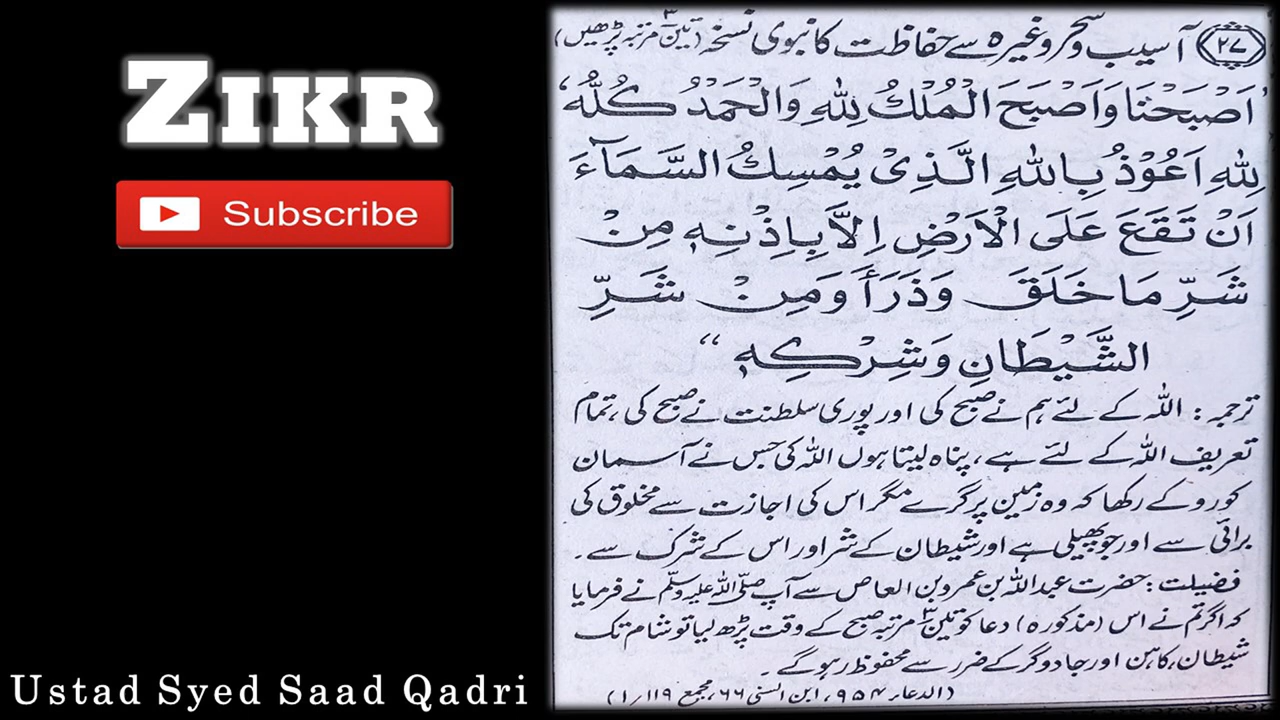 ZIKR
Subscribe
۲۷ آسیب و سحر وغیرہ سے حفاظت کا نبوی نسخہ (تین۳ مرتبہ پڑھیں)
’اَصْبَحْنَا وَاَصْبَحَ الْمُلْكُ لِلّٰهِ وَالْحَمْدُ كُلُّهٗ
لِلّٰهِ اَعُوْذُ بِاللّٰهِ الَّذِیْ یُمْسِكُ السَّمَآءَ
اَنْ تَقَعَ عَلَی الْاَرْضِ اِلَّا بِاِذْنِهٖ مِنْ
شَرِّ مَا خَلَقَ وَذَرَأَ وَمِنْ شَرِّ
الشَّیْطَانِ وَشِرْكِهٖ“
ترجمہ: اللہ کے لئے ہم نے صبح کی اور پوری سلطنت نے صبح کی، تمام
تعریف اللہ کے لئے ہے، پناہ لیتا ہوں اللہ کی جس نے آسمان
کو روکے رکھا کہ وہ زمین پر گرے مگر اس کی اجازت سے مخلوق کی
برائی سے اور جو پھیلی ہے اور شیطان کے شر اور اس کے شرک سے۔
فضیلت: حضرت عبداللہ بن عمرو بن العاص سے آپ صلی اللہ علیہ وسلم نے فرمایا
کہ اگر تم نے اس (مذکورہ) دعا کو تین۳ مرتبہ صبح کے وقت پڑھ لیا تو شام تک
شیطان، کاہن اور جادوگر کے ضرر سے محفوظ رہو گے۔
(الدعا ر ۹۵۴، ابن السنی ۶۶، مجمع ۱۱۹/۱)
Ustad Syed Saad Qadri